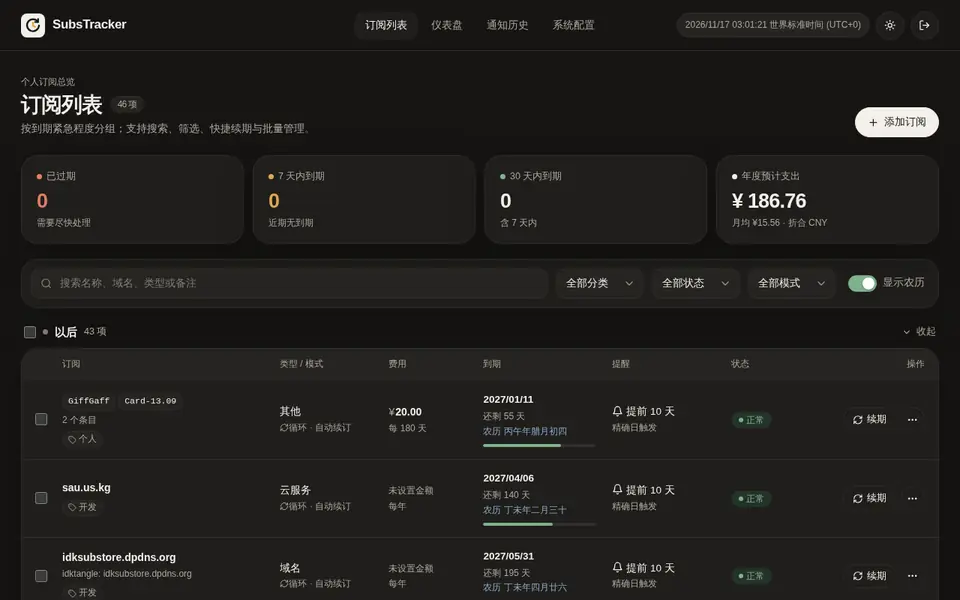 SubsTracker
订阅列表
仪表盘
通知历史
系统配置
2026/11/17 03:01:21 世界标准时间 (UTC+0)
个人订阅总览
订阅列表 46 项
按到期紧急程度分组；支持搜索、筛选、快捷续期与批量管理。
+ 添加订阅
已过期
0
需要尽快处理
7 天内到期
0
近期无到期
30 天内到期
0
含 7 天内
年度预计支出
¥ 186.76
月均 ¥15.56 · 折合 CNY
搜索名称、域名、类型或备注
全部分类
全部状态
全部模式
显示农历
以后 43 项
收起
订阅 类型 / 模式 费用 到期 提醒 状态 操作
GiffGaff Card-13.09
2 个条目
个人
其他
循环 · 自动续订
¥20.00
每 180 天
2027/01/11
还剩 55 天
农历 丙午年腊月初四
提前 10 天
精确日触发
正常
续期
sau.us.kg
开发
云服务
循环 · 自动续订
未设置金额
每年
2027/04/06
还剩 140 天
农历 丁未年二月三十
提前 10 天
精确日触发
正常
续期
idksubstore.dpdns.org
idktangle: idksubstore.dpdns.org
开发
域名
循环 · 自动续订
未设置金额
每年
2027/05/31
还剩 195 天
农历 丁未年四月廿六
提前 10 天
精确日触发
正常
续期